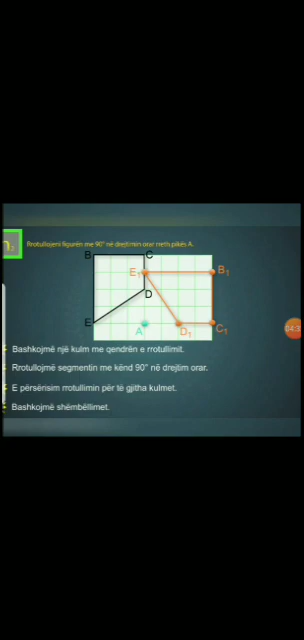 Rrotullojeni figurën me 90° në drejtimin orar rreth pikës A.
B C
E₁ B₁
D
E A D₁ C₁
Bashkojmë një kulm me qendrën e rrotullimit.
Rrotullojmë segmentin me kënd 90° në drejtim orar.
E përsërisim rrotullimin për të gjitha kulmet.
Bashkojmë shëmbëllimet.